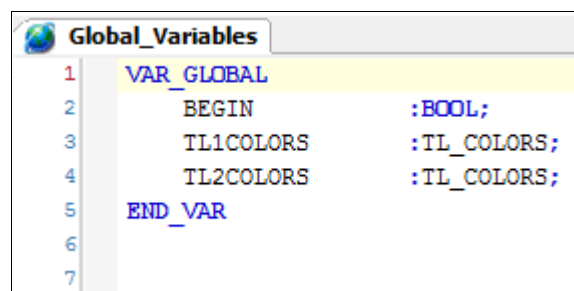 Global_Variables
1 VAR_GLOBAL
2 BEGIN :BOOL;
3 TL1COLORS :TL_COLORS;
4 TL2COLORS :TL_COLORS;
5 END_VAR
6
7